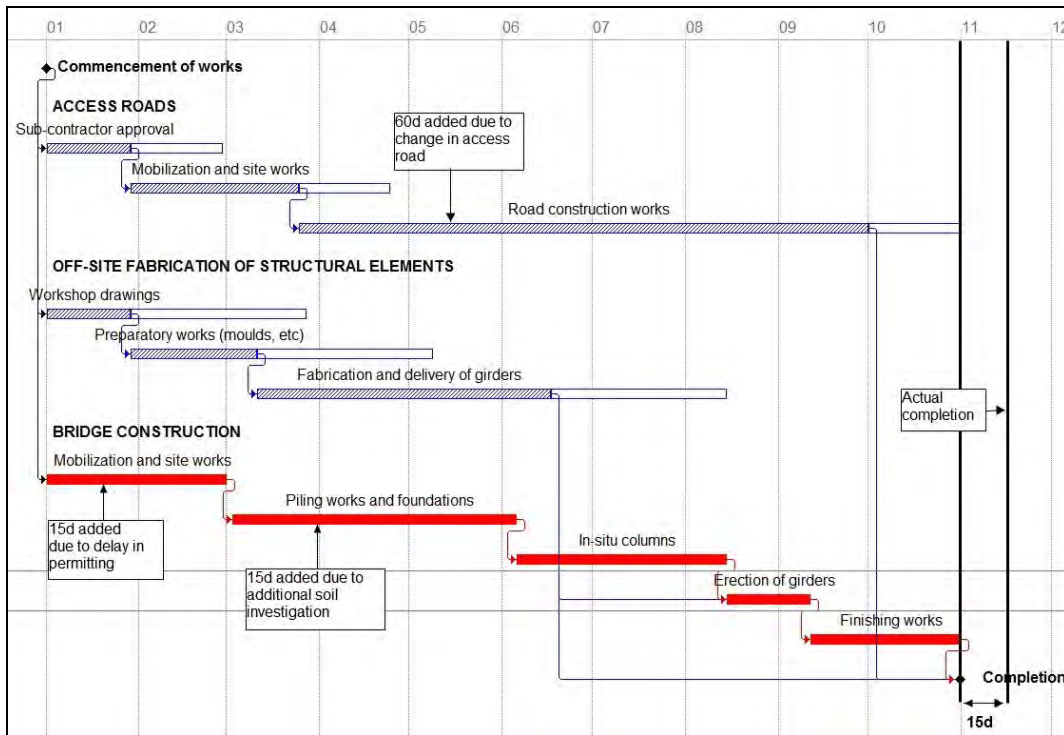 01 02 03 04 05 06 07 08 09 10 11 12
Commencement of works
ACCESS ROADS
Sub-contractor approval
60d added due to
change in access
road
Mobilization and site works
Road construction works
OFF-SITE FABRICATION OF STRUCTURAL ELEMENTS
Workshop drawings
Preparatory works (moulds, etc)
Fabrication and delivery of girders
Actual
completion
BRIDGE CONSTRUCTION
Mobilization and site works
Piling works and foundations
15d added
due to delay in
permitting
In-situ columns
15d added due to
additional soil
investigation
Erection of girders
Finishing works
Completion
15d